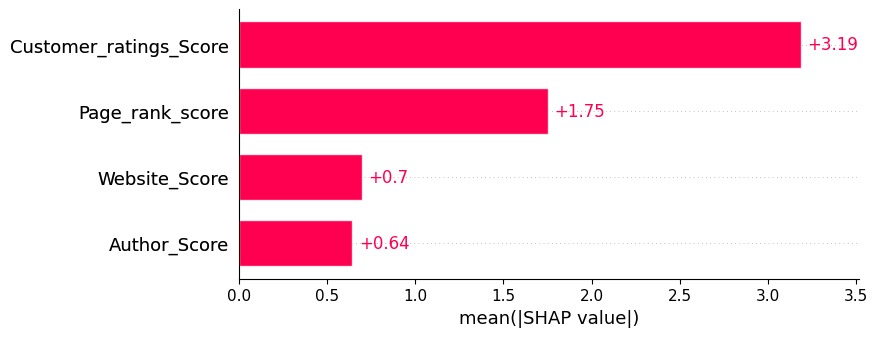 Customer_ratings_Score
+3.19
Page_rank_score
+1.75
Website_Score
+0.7
Author_Score
+0.64
0.0 0.5 1.0 1.5 2.0 2.5 3.0 3.5
mean(|SHAP value|)